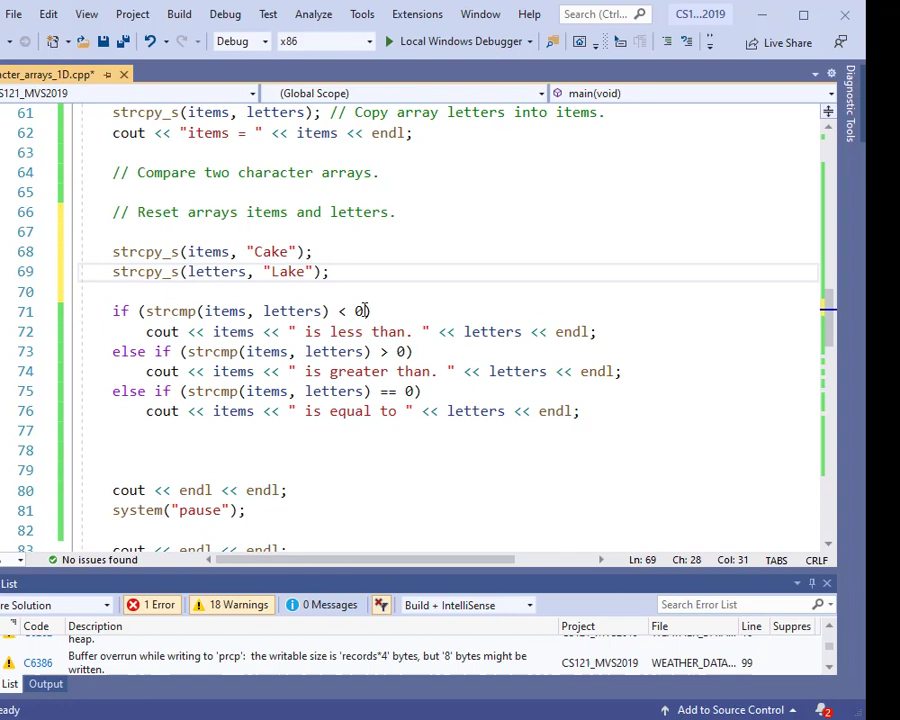 File Edit View Project Build Debug Test Analyze Tools Extensions Window Help Search (Ctrl... CS1...2019
Debug x86 Local Windows Debugger Live Share
cter_arrays_1D.cpp*
S121_MVS2019 (Global Scope) main(void)
61 strcpy_s(items, letters); // Copy array letters into items.
62 cout << "items = " << items << endl;
63
64 // Compare two character arrays.
65
66 // Reset arrays items and letters.
67
68 strcpy_s(items, "Cake");
69 strcpy_s(letters, "Lake");
70
71 if (strcmp(items, letters) < 0)
72 cout << items << " is less than. " << letters << endl;
73 else if (strcmp(items, letters) > 0)
74 cout << items << " is greater than. " << letters << endl;
75 else if (strcmp(items, letters) == 0)
76 cout << items << " is equal to " << letters << endl;
77
78
79
80 cout << endl << endl;
81 system("pause");
82
83 cout << endl << endl;
No issues found Ln: 69 Ch: 28 Col: 31 TABS CRLF
List
re Solution 1 Error 18 Warnings 0 Messages Build + IntelliSense Search Error List
Code Description Project File Line Suppres
heap.
C6386 Buffer overrun while writing to 'prcp': the writable size is 'records*4' bytes, but '8' bytes might be written. CS121_MVS2019 WEATHER_DATA... 99
List Output
eady Add to Source Control 2
Diagnostic Tools